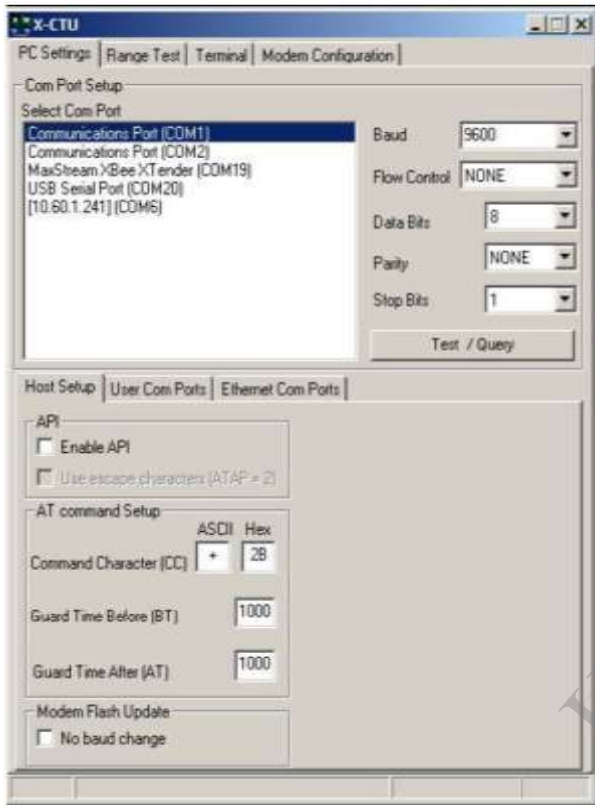 X-CTU
PC Settings Range Test Terminal Modem Configuration
Com Port Setup
Select Com Port
Communications Port (COM1)
Communications Port (COM2)
MaxStream XBee XTender (COM19)
USB Serial Port (COM20)
[10.60.1.241] (COM6)
Baud 9600
Flow Control NONE
Data Bits 8
Parity NONE
Stop Bits 1
Test / Query
Host Setup User Com Ports Ethernet Com Ports
API
Enable API
Use escape characters (ATAP = 2)
AT command Setup
ASCII Hex
Command Character (CC) + 2B
Guard Time Before (BT) 1000
Guard Time After (AT) 1000
Modem Flash Update
No baud change